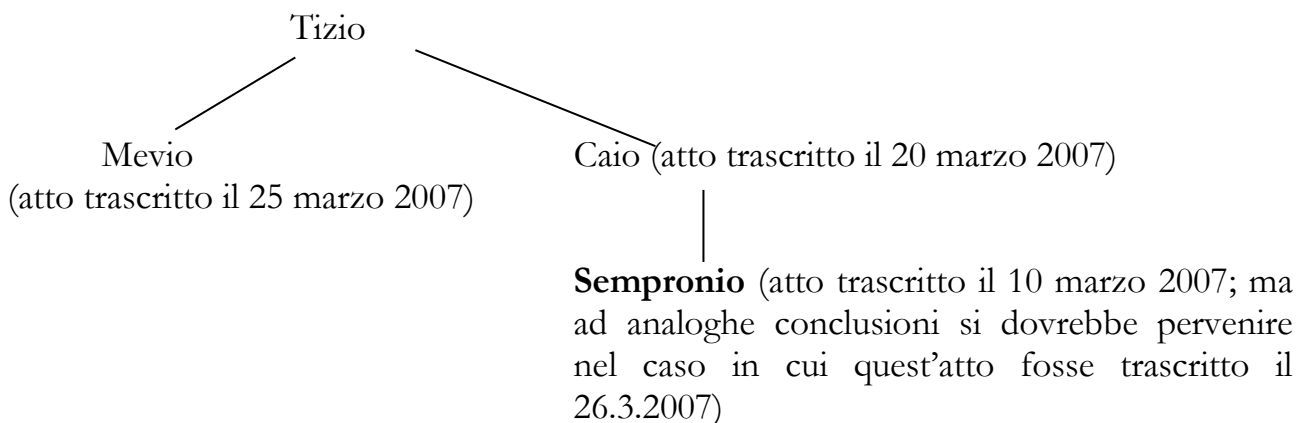 Tizio
Mevio
(atto trascritto il 25 marzo 2007)
Caio (atto trascritto il 20 marzo 2007)
Sempronio (atto trascritto il 10 marzo 2007; ma
ad analoghe conclusioni si dovrebbe pervenire
nel caso in cui quest’atto fosse trascritto il
26.3.2007)